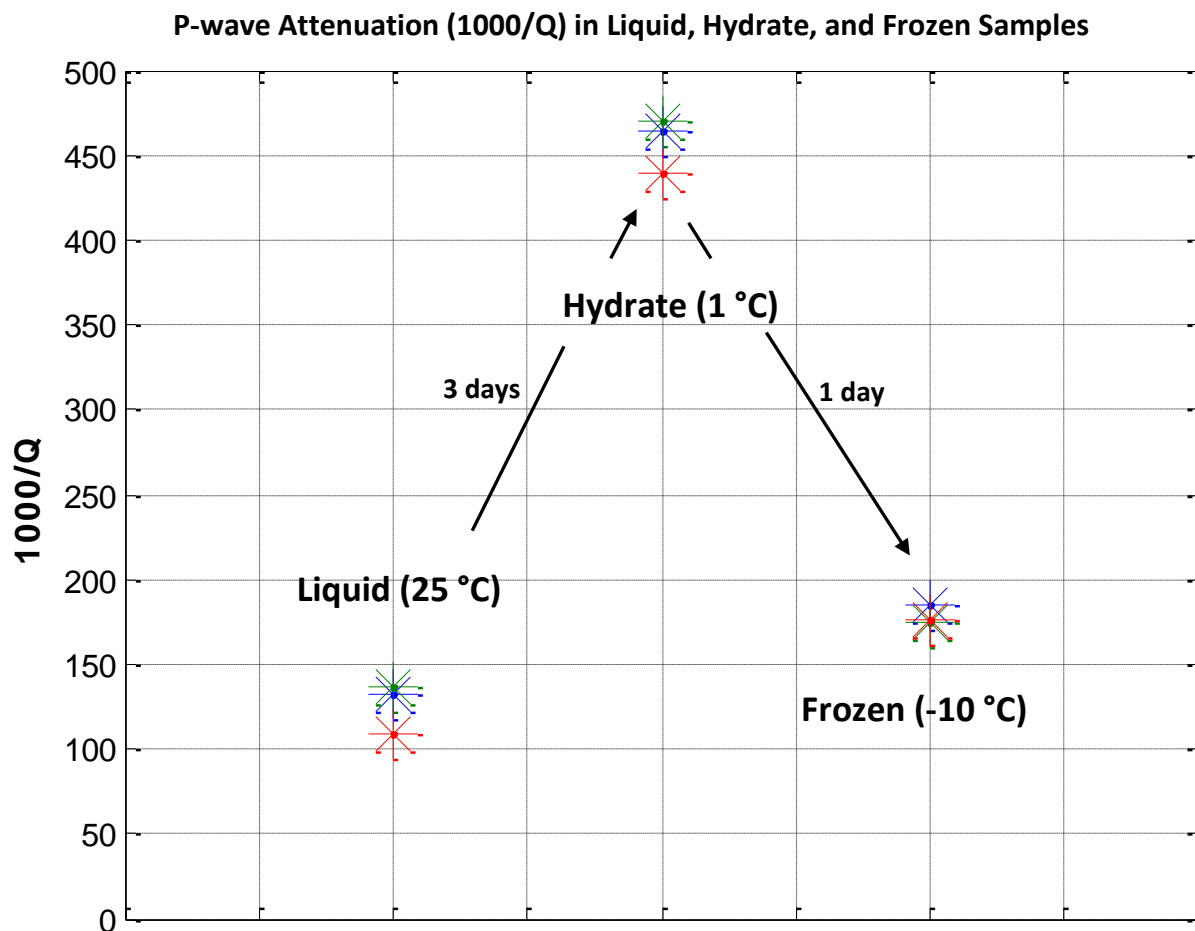 P-wave Attenuation (1000/Q) in Liquid, Hydrate, and Frozen Samples
500
450
400
350
300
250
200
150
100
50
0
1000/Q
Hydrate (1 °C)
3 days
1 day
Liquid (25 °C)
Frozen (-10 °C)